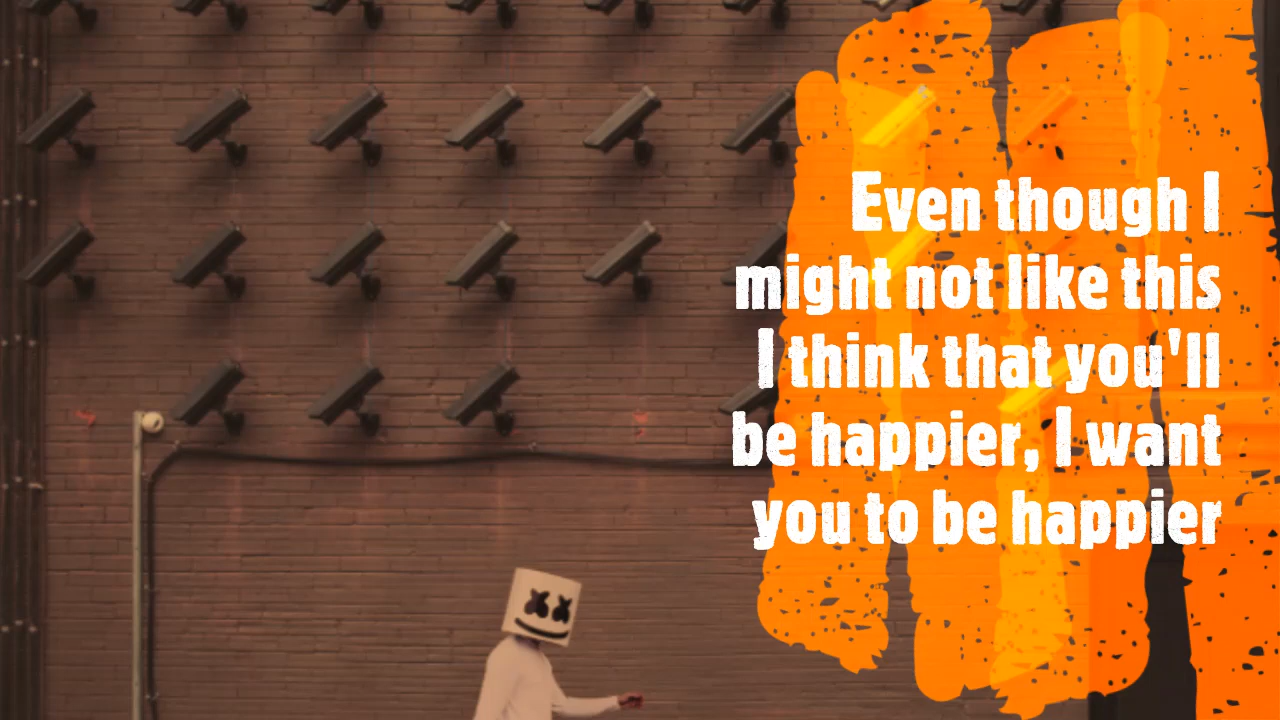 Even though I
might not like this
I think that you'll
be happier, I want
you to be happier